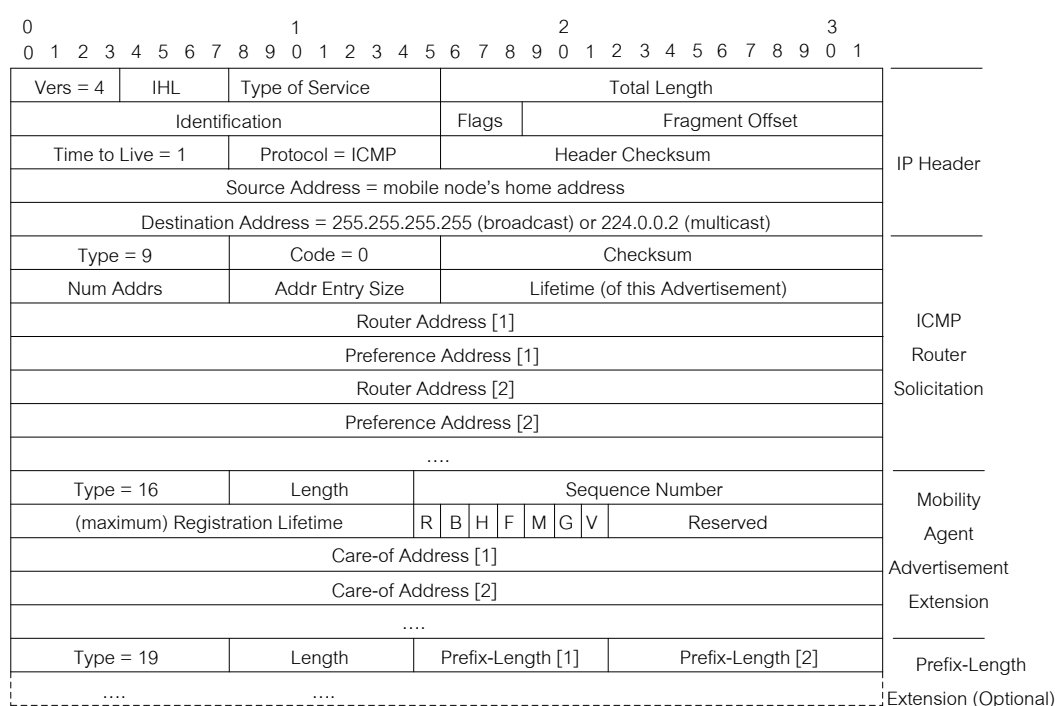 0 1 2 3
0 1 2 3 4 5 6 7 8 9 0 1 2 3 4 5 6 7 8 9 0 1 2 3 4 5 6 7 8 9 0 1
Vers = 4 IHL Type of Service Total Length
Identification Flags Fragment Offset
Time to Live = 1 Protocol = ICMP Header Checksum
IP Header
Source Address = mobile node's home address
Destination Address = 255.255.255.255 (broadcast) or 224.0.0.2 (multicast)
Type = 9 Code = 0 Checksum
Num Addrs Addr Entry Size Lifetime (of this Advertisement)
Router Address [1]
Preference Address [1]
Router Address [2]
Preference Address [2]
....
ICMP
Router
Solicitation
Type = 16 Length Sequence Number
(maximum) Registration Lifetime R B H F M G V Reserved
Care-of Address [1]
Care-of Address [2]
....
Mobility
Agent
Advertisement
Extension
Type = 19 Length Prefix-Length [1] Prefix-Length [2]
.... ....
Prefix-Length
Extension (Optional)